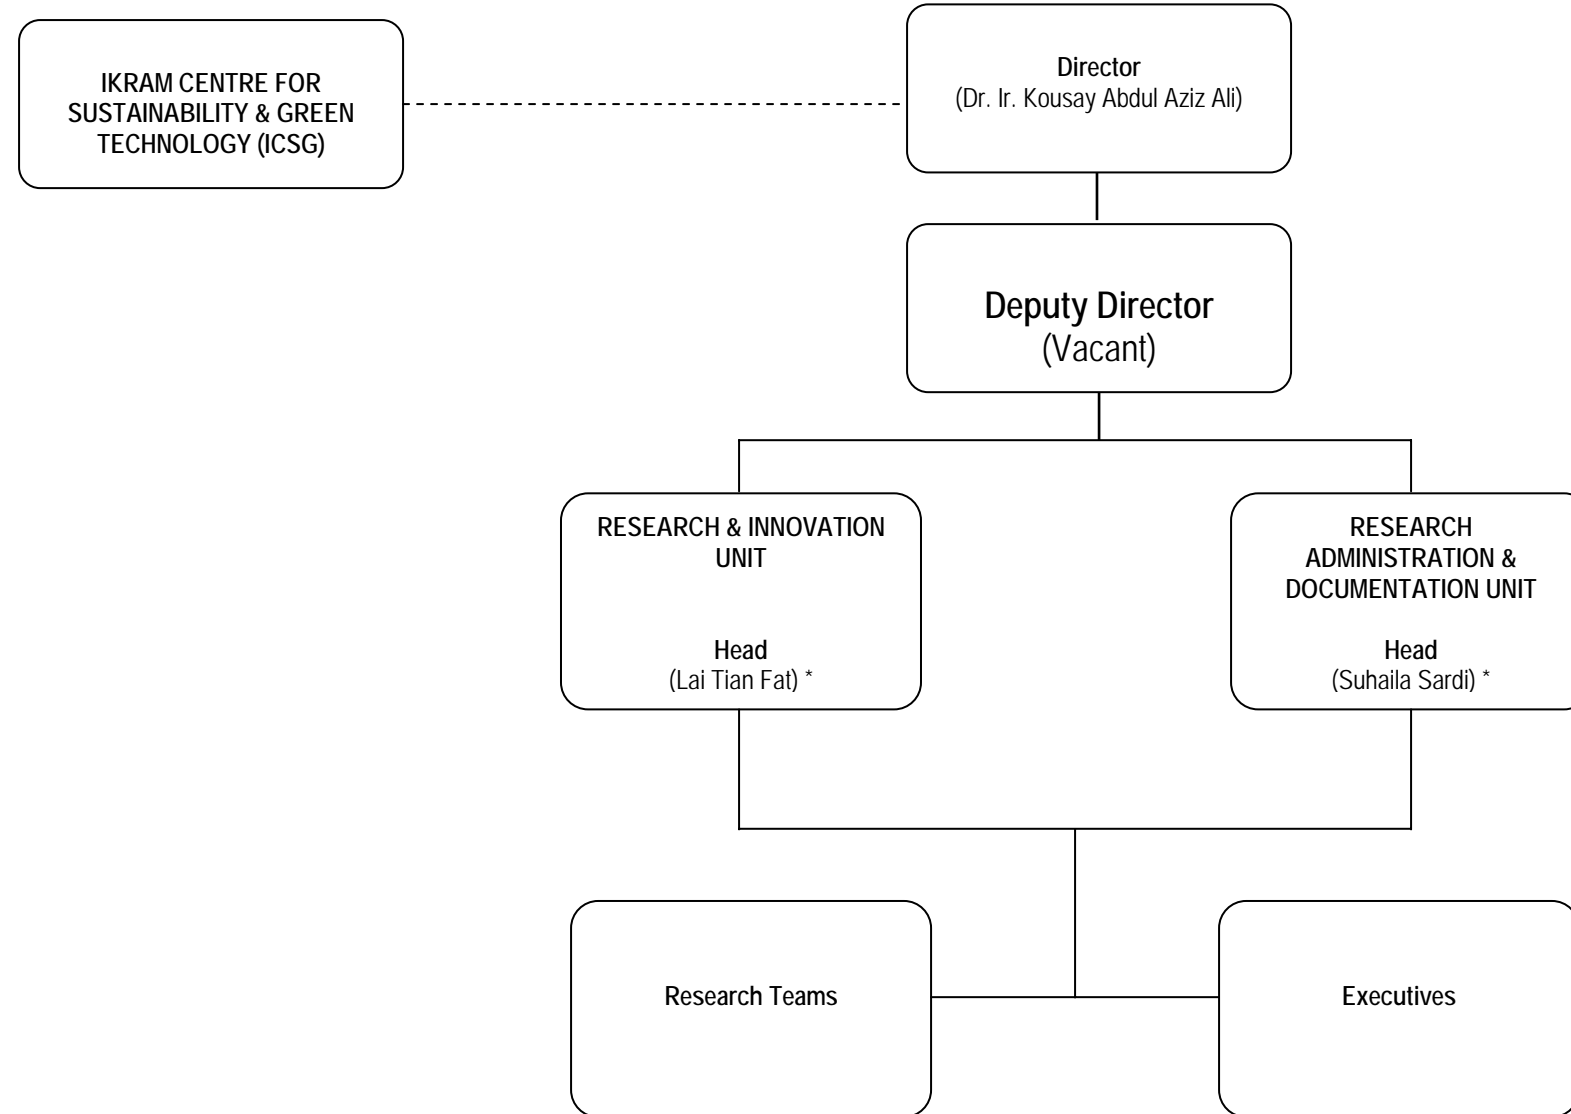 IKRAM CENTRE FOR
SUSTAINABILITY & GREEN
TECHNOLOGY (ICSG)
Director
(Dr. Ir. Kousay Abdul Aziz Ali)
Deputy Director
(Vacant)
RESEARCH & INNOVATION
UNIT
Head
(Lai Tian Fat) *
RESEARCH
ADMINISTRATION &
DOCUMENTATION UNIT
Head
(Suhaila Sardi) *
Research Teams
Executives